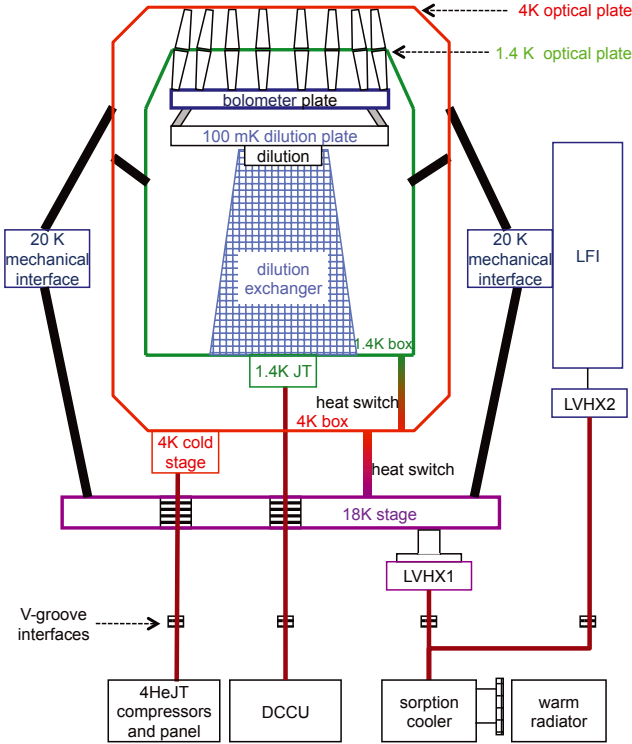 4K optical plate
1.4 K optical plate
bolometer plate
100 mK dilution plate
dilution
20 K
mechanical
interface
20 K
mechanical
interface
LFI
dilution
exchanger
1.4K box
1.4K JT
heat switch
LVHX2
4K box
4K cold
stage
heat switch
18K stage
LVHX1
V-groove
interfaces
4HeJT
compressors
and panel
DCCU
sorption
cooler
warm
radiator